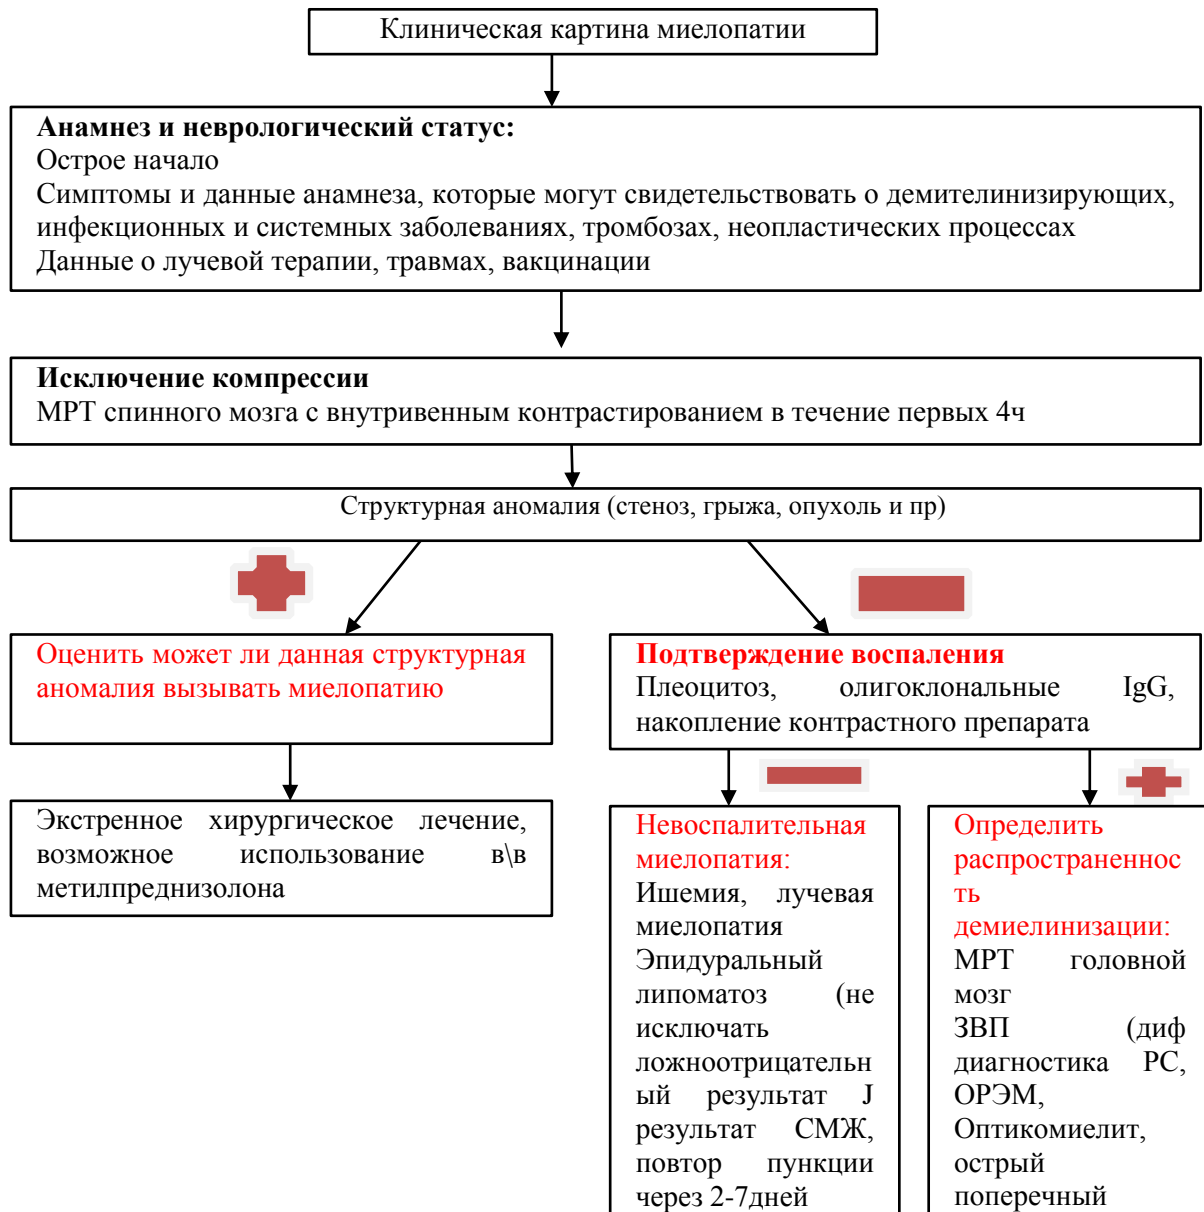 Клиническая картина миелопатии
Анамнез и неврологический статус:
Острое начало
Симптомы и данные анамнеза, которые могут свидетельствовать о демителинизирующих,
инфекционных и системных заболеваниях, тромбозах, неопластических процессах
Данные о лучевой терапии, травмах, вакцинации
Исключение компрессии
МРТ спинного мозга с внутривенным контрастированием в течение первых 4ч
Структурная аномалия (стеноз, грыжа, опухоль и пр)
Оценить может ли данная структурная
аномалия вызывать миелопатию
Экстренное хирургическое лечение,
возможное использование в\в
метилпреднизолона
Подтверждение воспаления
Плеоцитоз, олигоклональные IgG,
накопление контрастного препарата
Невоспалительная
миелопатия:
Ишемия, лучевая
миелопатия
Эпидуральный
липоматоз (не
исключать
ложноотрицательн
ый результат J
результат СМЖ,
повтор пункции
через 2-7дней
Определить
распространеннос
ть
демиелинизации:
МРТ головной
мозг
ЗВП (диф
диагностика РС,
ОРЭМ,
Оптикомиелит,
острый
поперечный